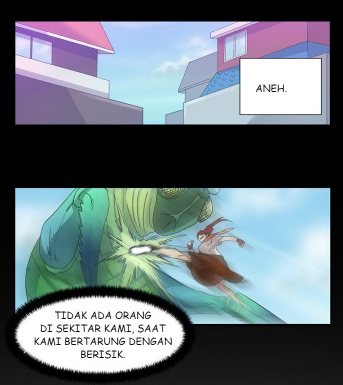 ANEH.
TIDAK ADA ORANG
DI SEKITAR KAMI, SAAT
KAMI BERTARUNG DENGAN
BERISIK.